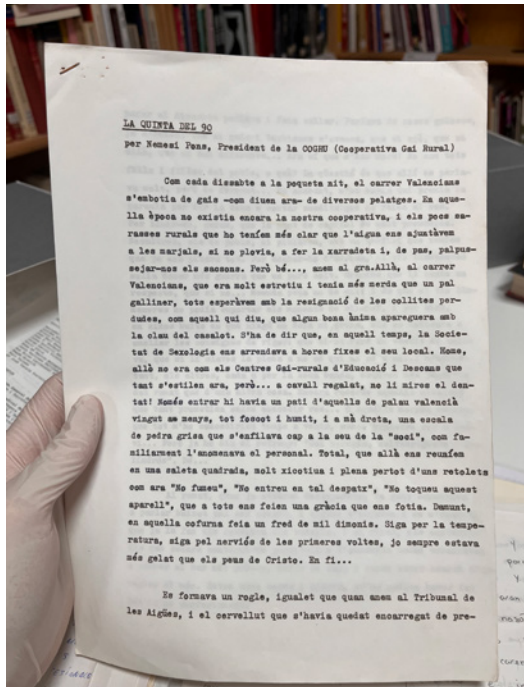 LA QUINTA DEL 90
per Nemesi Pons, President de la COGRU (Cooperativa Gai Rural)
Com cada dissabte a la poqueta nit, el carrer Valencians
s'embotia de gais -com diuen ara- de diversos pelatges. En aque-
lla època no existia encara la nostra cooperativa, i els pocs sa-
rasses rurals que ho teníem més clar que l'aigua ens ajuntàvem
a les marjals, si no plovia, a fer la xarradeta i, de pas, palpus-
sejar-nos els sacsons. Però bé..., anem al gra.Allà, al carrer
Valencians, que era molt estretiu i tenia més merda que un pal
galliner, tots esperàvem amb la resignació de les collites per-
dudes, com aquell qui diu, que algun bona ànima apareguera amb
la clau del casalot. S'ha de dir que, en aquell temps, la Socie-
tat de Sexologia ens arrendava a hores fixes el seu local. Home,
allò no era com els Centres Gai-rurals d'Educació i Descans que
tant s'estilen ara, però... a cavall regalat, no li mires el den-
tat! Només entrar hi havia un pati d'aquells de palau valencià
vingut a menys, tot foscot i humit, i a mà dreta, una escala
de pedra grisa que s'enfilava cap a la seu de la "soci", com fa-
miliarment l'anomenava el personal. Total, que allà ens reuníem
en una saleta quadrada, molt xicotiua i plena pertot d'uns retolets
com ara "No fumeu", "No entreu en tal despatx", "No toqueu aquest
aparell", que a tots ens feien una gràcia que ens fotia. Damunt,
en aquella cofurna feia un fred de mil dimonis. Siga per la tempe-
ratura, siga pel nerviós de les primeres voltes, jo sempre estava
més gelat que els peas de Cristo. En fi...
Es formava un rogle, igualet que quan anem al Tribunal de
les Aigües, i el cervellut que s'havia quedat encarregat de pre-